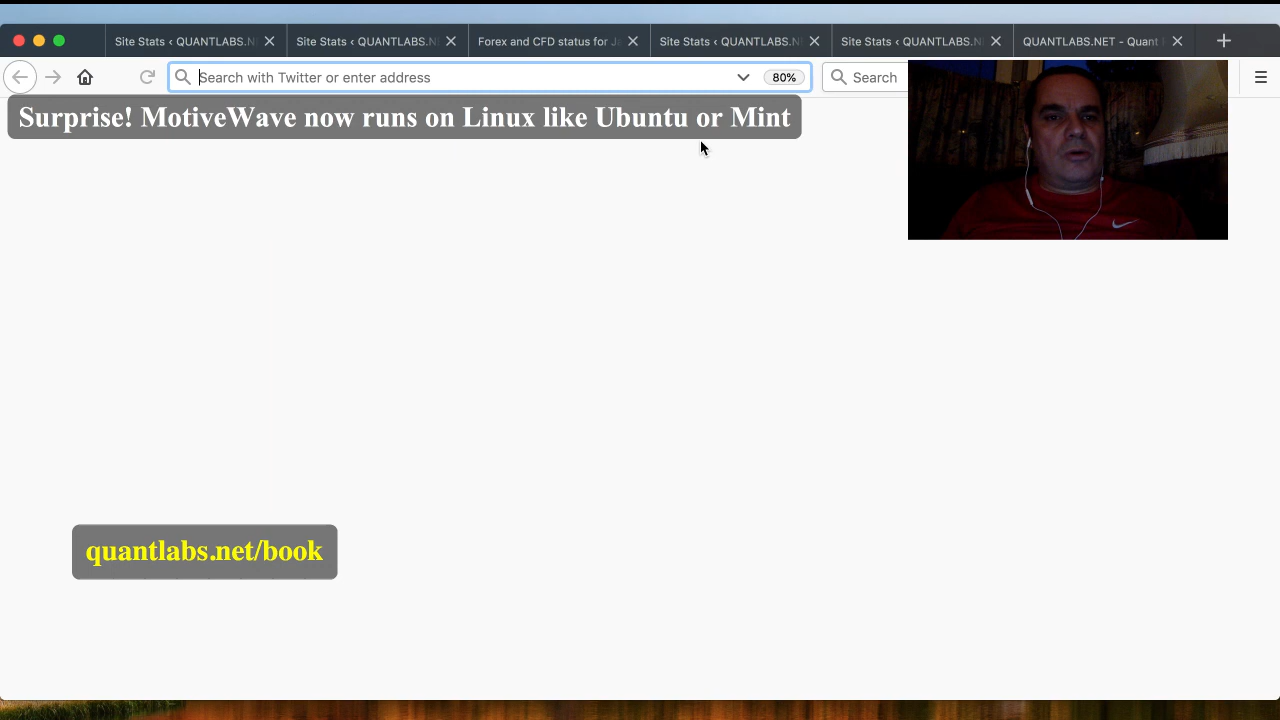 Site Stats ‹ QUANTLABS.N
Site Stats ‹ QUANTLABS.N
Forex and CFD status for Ja
Site Stats ‹ QUANTLABS.N
Site Stats ‹ QUANTLABS.N
QUANTLABS.NET - Quant
Search with Twitter or enter address
80%
Search
Surprise! MotiveWave now runs on Linux like Ubuntu or Mint
quantlabs.net/book